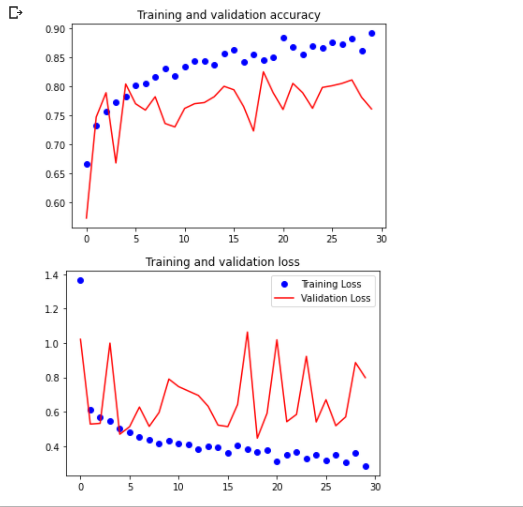 Training and validation accuracy
0.90
0.85
0.80
0.75
0.70
0.65
0.60
0 5 10 15 20 25 30
Training and validation loss
1.4
1.2
1.0
0.8
0.6
0.4
Training Loss
Validation Loss
0 5 10 15 20 25 30